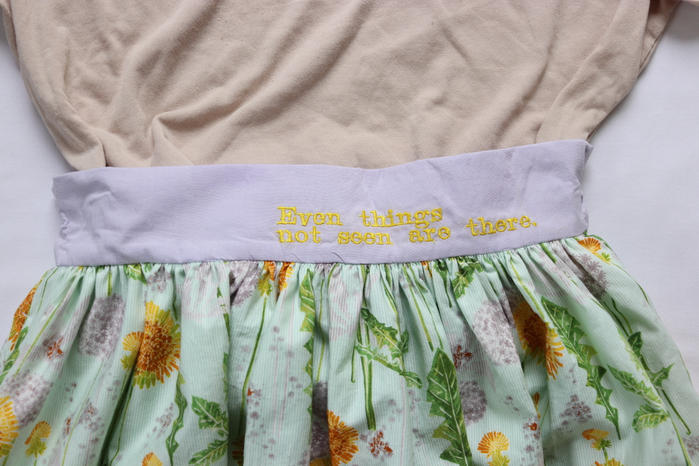 Even things
not seen are there.